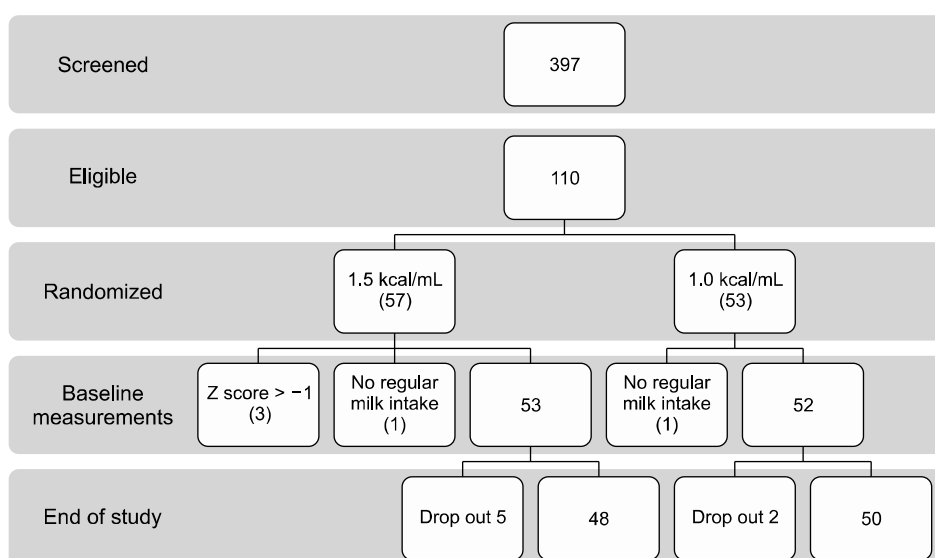 Screened
397
Eligible
110
Randomized
1.5 kcal/mL
(57)
1.0 kcal/mL
(53)
Baseline
measurements
Z score > −1
(3)
No regular
milk intake
(1)
53
No regular
milk intake
(1)
52
End of study
Drop out 5
48
Drop out 2
50